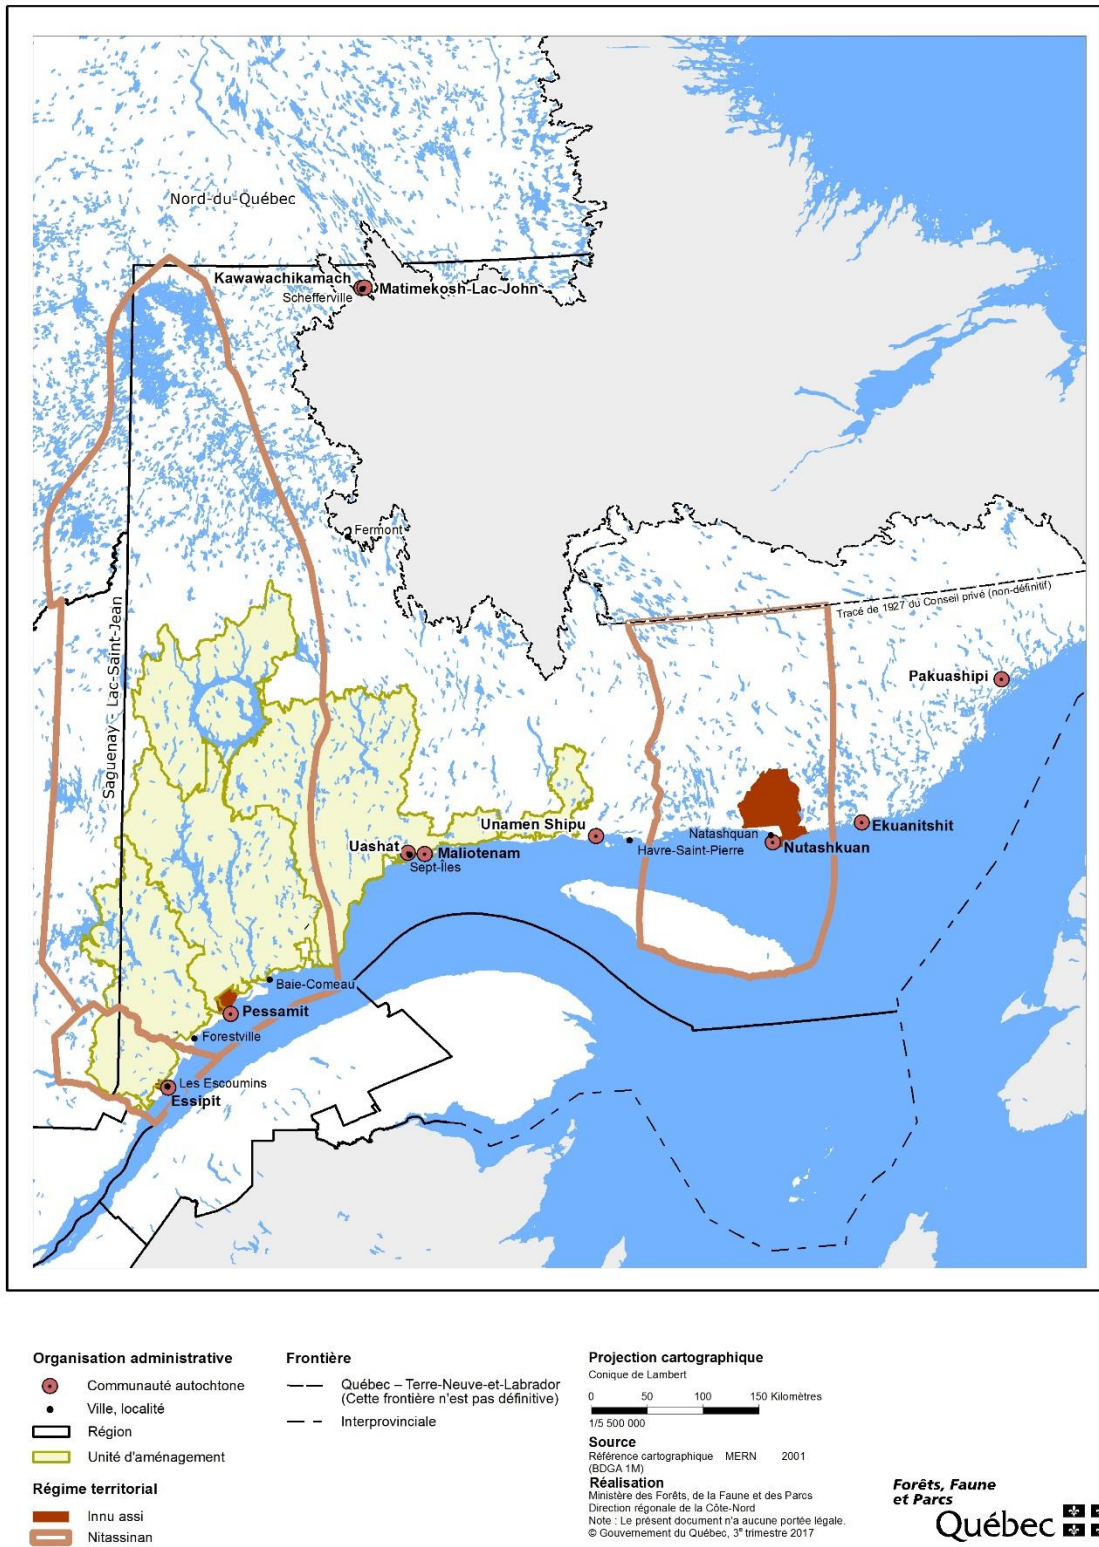 Nord-du-Québec
Kawawachikamach
Schefferville
Matimekosh-Lac-John
Fermont
Tracé de 1927 du Conseil privé (non-définitif)
Saguenay - Lac-Saint-Jean
Pakuashipi
Unamen Shipu
Ekuanitshit
Natashquan
Nutashkuan
Havre-Saint-Pierre
Uashat
Maliotenam
Sept-Îles
Baie-Comeau
Pessamit
Forestville
Les Escoumins
Essipit
Organisation administrative
Communauté autochtone
Ville, localité
Région
Unité d'aménagement
Régime territorial
Innu assi
Nitassinan
Frontière
Québec – Terre-Neuve-et-Labrador
(Cette frontière n'est pas définitive)
Interprovinciale
Projection cartographique
Conique de Lambert
0 50 100 150 Kilomètres
1/5 500 000
Source
Référence cartographique MERN 2001
(BDGA 1M)
Réalisation
Ministère des Forêts, de la Faune et des Parcs
Direction régionale de la Côte-Nord
Note : Le présent document n'a aucune portée légale.
© Gouvernement du Québec, 3e trimestre 2017
Forêts, Faune
et Parcs
Québec